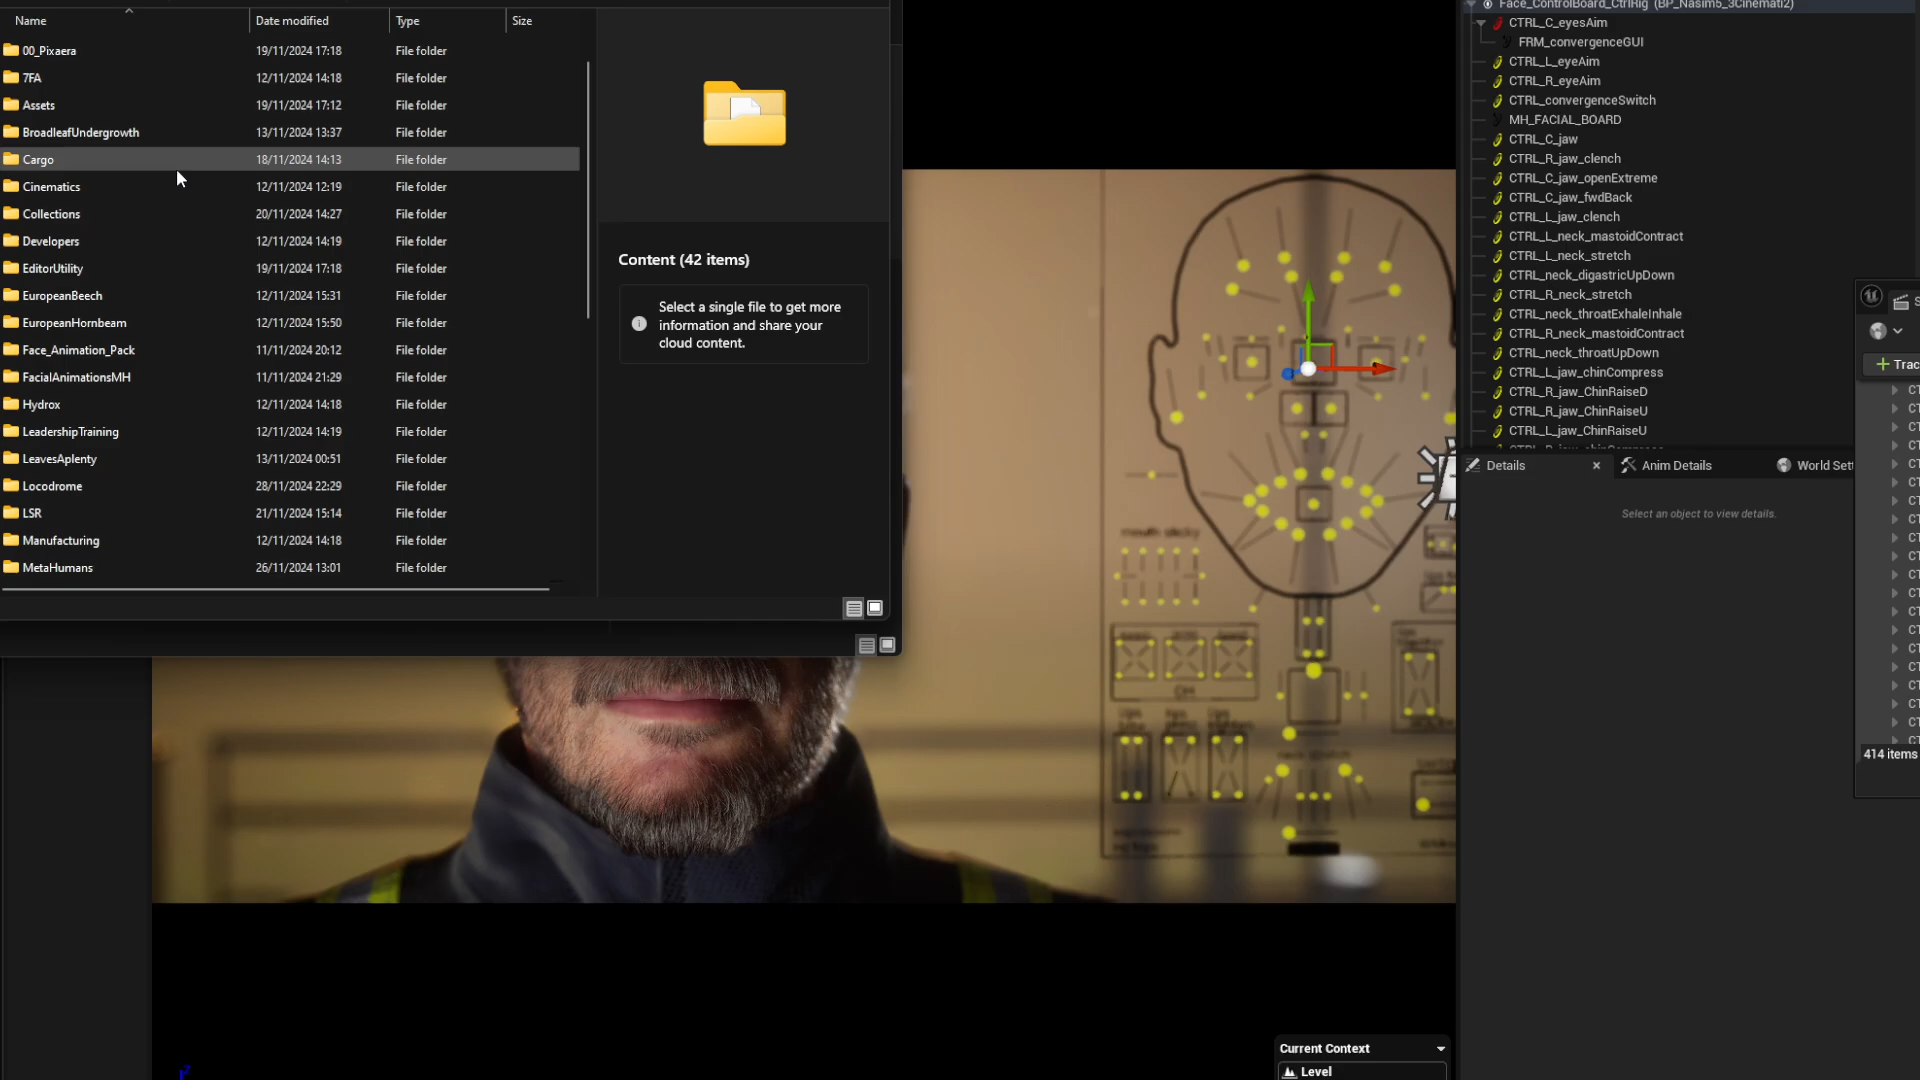 Name Date modified Type Size
00_Pixaera 19/11/2024 17:18 File folder
7FA 12/11/2024 14:18 File folder
Assets 19/11/2024 17:12 File folder
BroadleafUndergrowth 13/11/2024 13:37 File folder
Cargo 18/11/2024 14:13 File folder
Cinematics 12/11/2024 12:19 File folder
Collections 20/11/2024 14:27 File folder
Developers 12/11/2024 14:19 File folder
EditorUtility 19/11/2024 17:18 File folder
EuropeanBeech 12/11/2024 15:31 File folder
EuropeanHornbeam 12/11/2024 15:50 File folder
Face_Animation_Pack 11/11/2024 20:12 File folder
FacialAnimationsMH 11/11/2024 21:29 File folder
Hydrox 12/11/2024 14:18 File folder
LeadershipTraining 12/11/2024 14:19 File folder
LeavesAplenty 13/11/2024 00:51 File folder
Locodrome 28/11/2024 22:29 File folder
LSR 21/11/2024 15:14 File folder
Manufacturing 12/11/2024 14:18 File folder
MetaHumans 26/11/2024 13:01 File folder
Content (42 items)
Select a single file to get more
information and share your
cloud content.
Face_ControlBoard_CtrlRig (BP_Nasim5_3Cinemati2)
CTRL_C_eyesAim
FRM_convergenceGUI
CTRL_L_eyeAim
CTRL_R_eyeAim
CTRL_convergenceSwitch
MH_FACIAL_BOARD
CTRL_C_jaw
CTRL_R_jaw_clench
CTRL_C_jaw_openExtreme
CTRL_C_jaw_fwdBack
CTRL_L_jaw_clench
CTRL_L_neck_mastoidContract
CTRL_L_neck_stretch
CTRL_neck_digastricUpDown
CTRL_R_neck_stretch
CTRL_neck_throatExhaleInhale
CTRL_R_neck_mastoidContract
CTRL_neck_throatUpDown
CTRL_L_jaw_chinCompress
CTRL_R_jaw_ChinRaiseD
CTRL_R_jaw_ChinRaiseU
CTRL_L_jaw_ChinRaiseU
Details Anim Details World Set
Select an object to view details.
Trac
414 items
mouth sticky
neck stretch
Current Context
Level